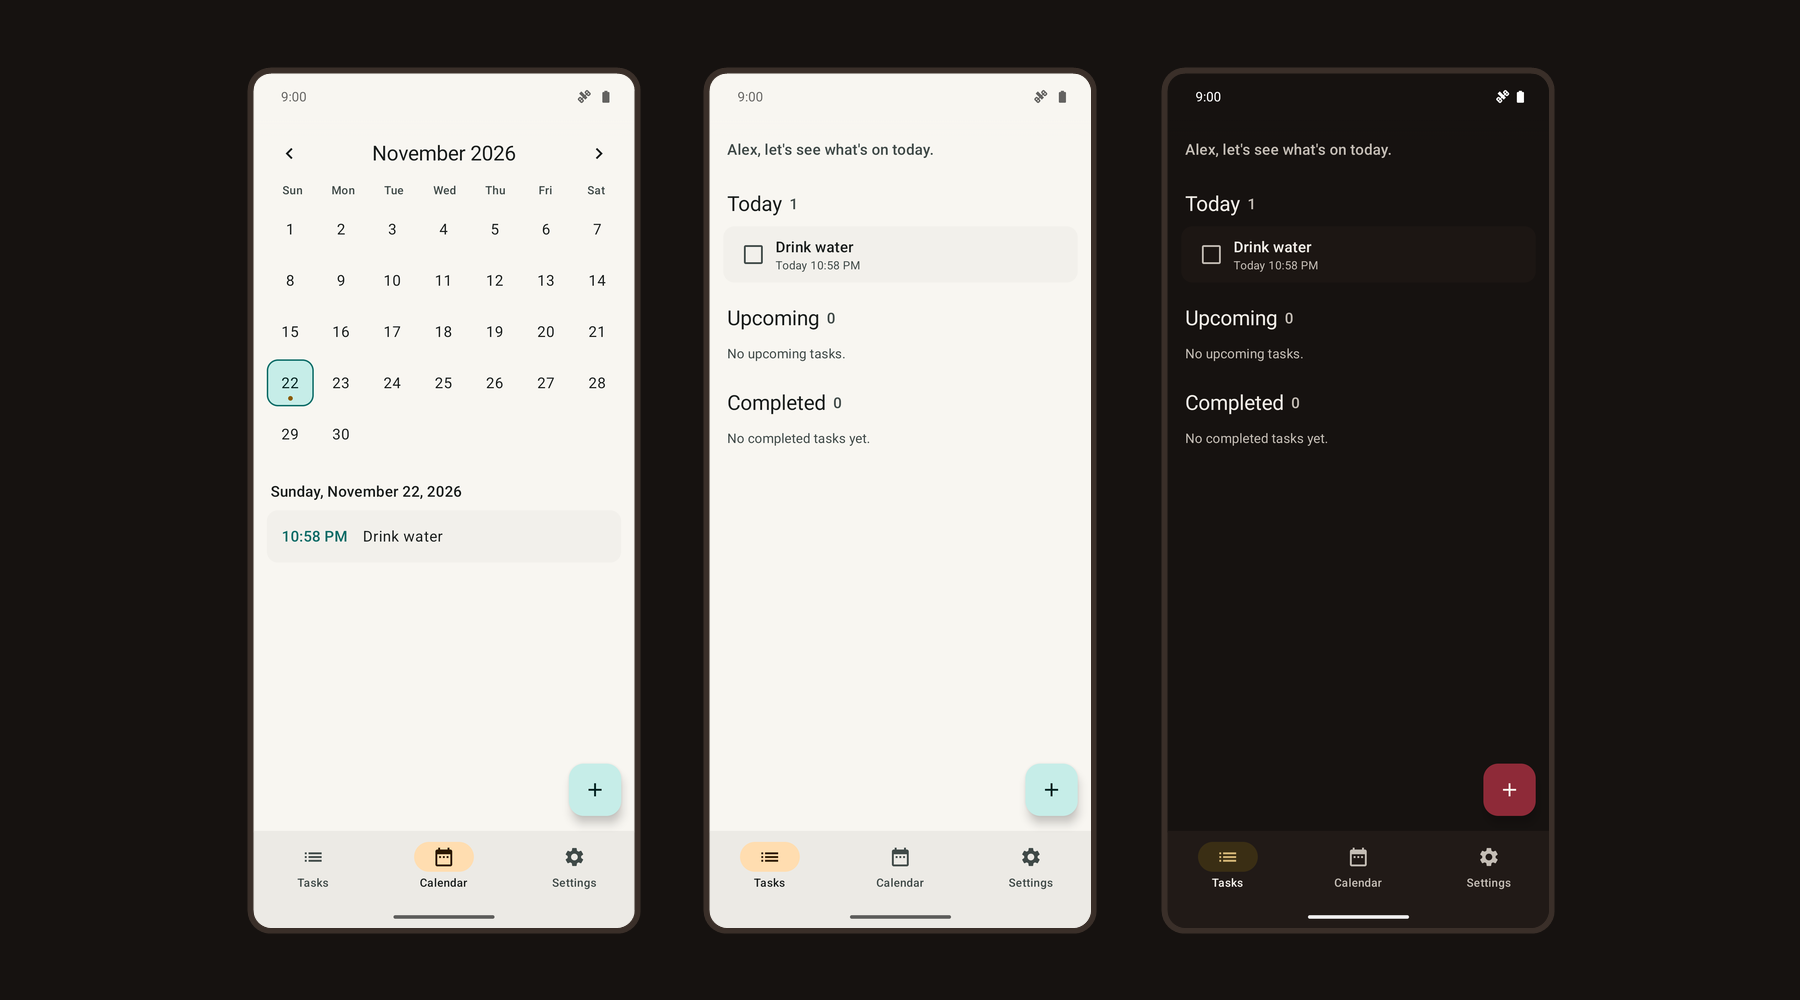 9:00
November 2026
Sun Mon Tue Wed Thu Fri Sat
1 2 3 4 5 6 7
8 9 10 11 12 13 14
15 16 17 18 19 20 21
22 23 24 25 26 27 28
29 30
Sunday, November 22, 2026
10:58 PM Drink water
Tasks Calendar Settings
9:00
Alex, let's see what's on today.
Today 1
Drink water
Today 10:58 PM
Upcoming 0
No upcoming tasks.
Completed 0
No completed tasks yet.
Tasks Calendar Settings
9:00
Alex, let's see what's on today.
Today 1
Drink water
Today 10:58 PM
Upcoming 0
No upcoming tasks.
Completed 0
No completed tasks yet.
Tasks Calendar Settings